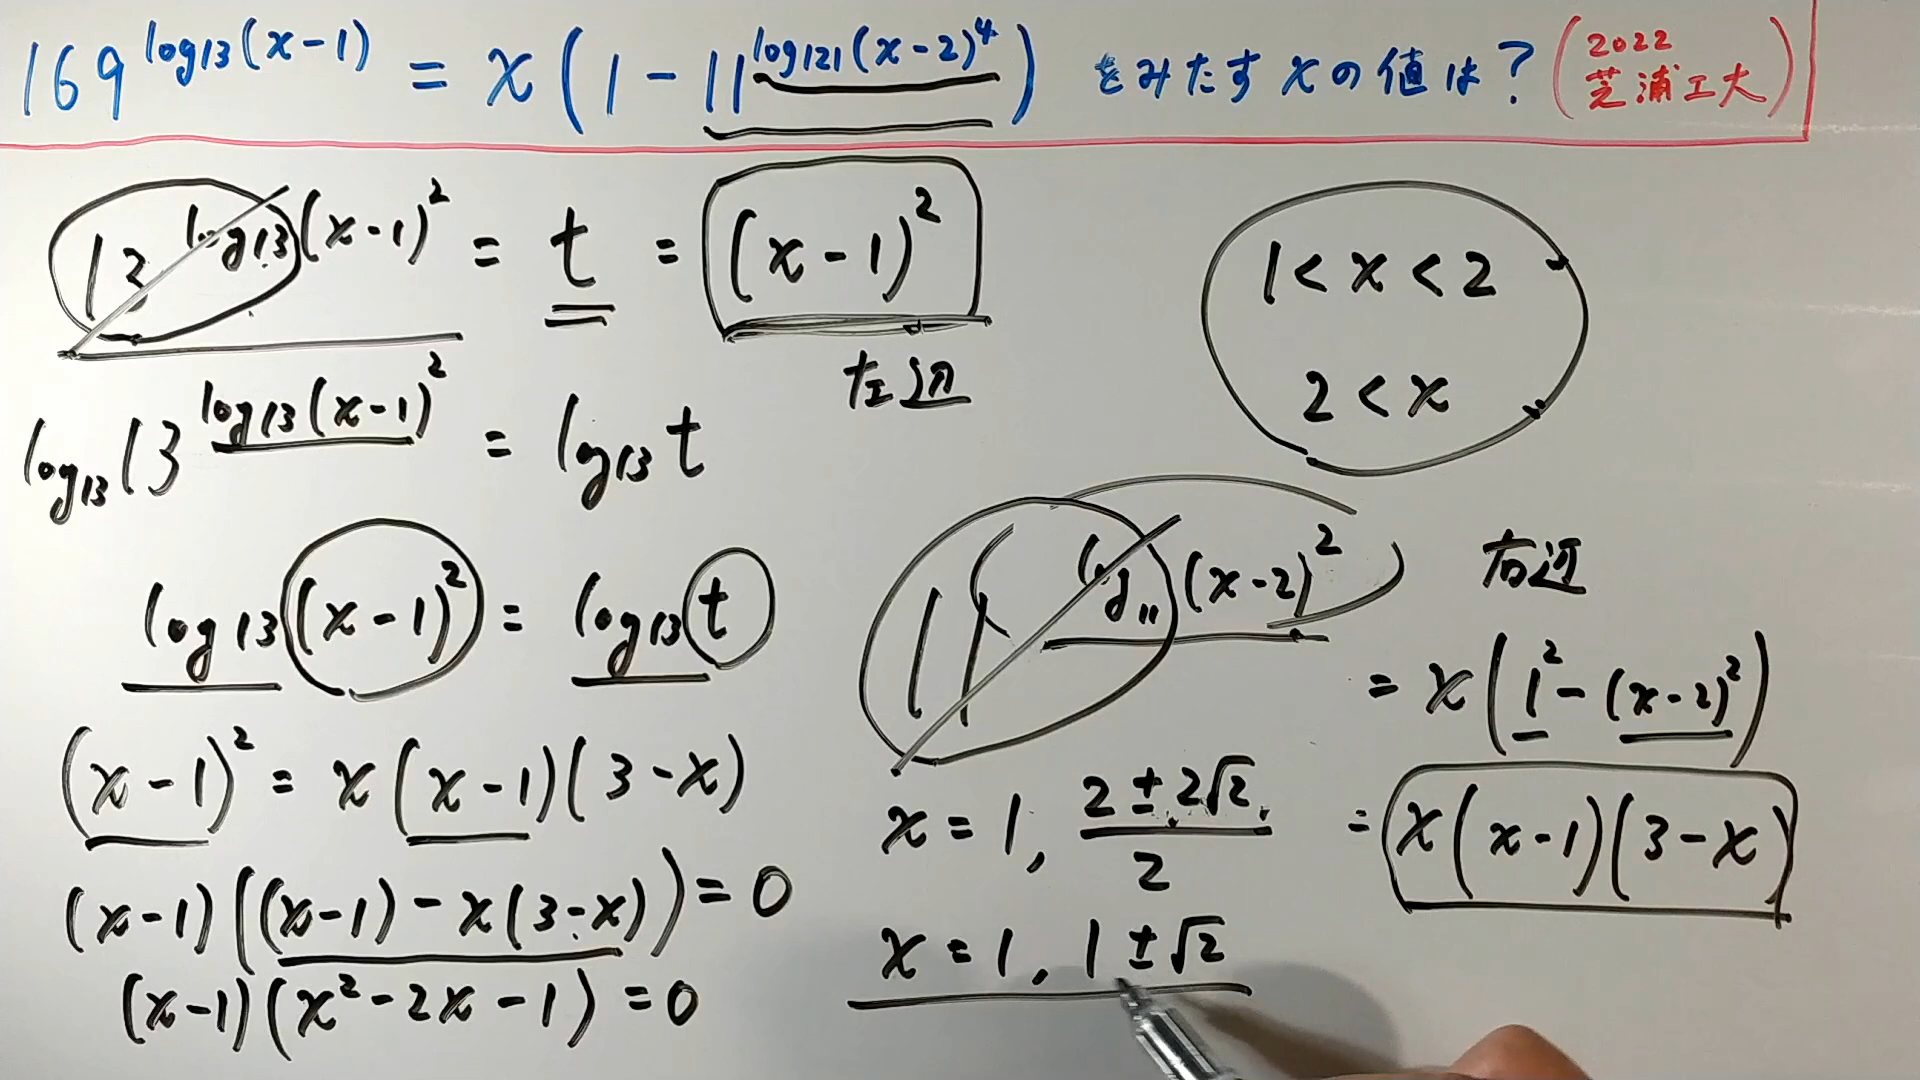 169^{log13(x-1)} = x(1-11^{log121(x-2)^4}) をみたすxの値は? (2022 芝浦工大)
13^{log13(x-1)^2} = t = (x-1)^2
左辺
log13 13^{log13(x-1)^2} = log13 t
log13(x-1)^2 = log13 t
(x-1)^2 = x(x-1)(3-x)
(x-1)((x-1)-x(3-x))=0
(x-1)(x^2-2x-1)=0
1<x<2
2<x
11^{(log11(x-2)^2)}
右辺
= x(1^2-(x-2)^2)
= x(x-1)(3-x)
x=1, \frac{2±2√2}{2}
x=1, 1±√2